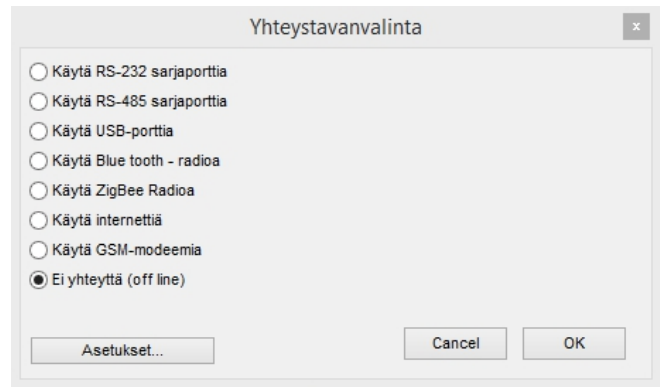 Yhteystavanvalinta x
Käytä RS-232 sarjaporttia
Käytä RS-485 sarjaporttia
Käytä USB-porttia
Käytä Blue tooth - radioa
Käytä ZigBee Radioa
Käytä internettiä
Käytä GSM-modeemia
Ei yhteyttä (off line)
Asetukset... Cancel OK